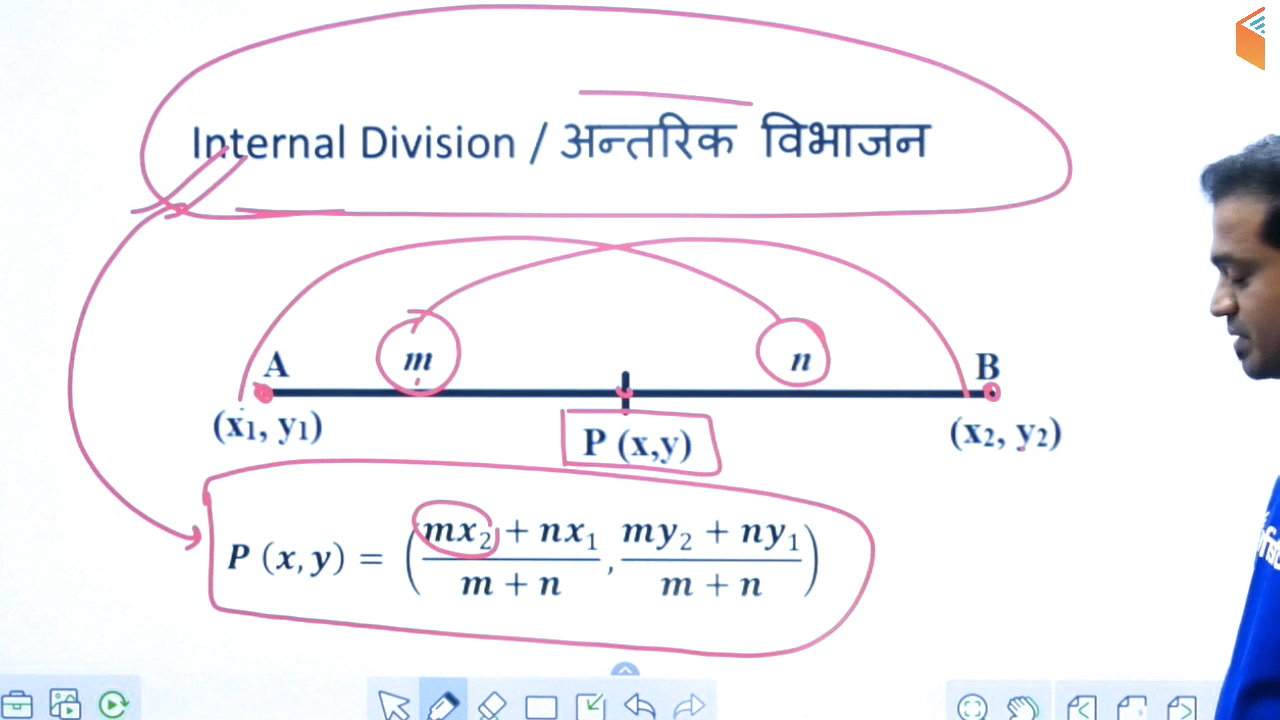 Internal Division / अन्तरिक विभाजन
A m n B
(x₁, y₁) P (x,y) (x₂, y₂)
P (x, y) = ( (mx₂ + nx₁)/(m + n) , (my₂ + ny₁)/(m + n) )